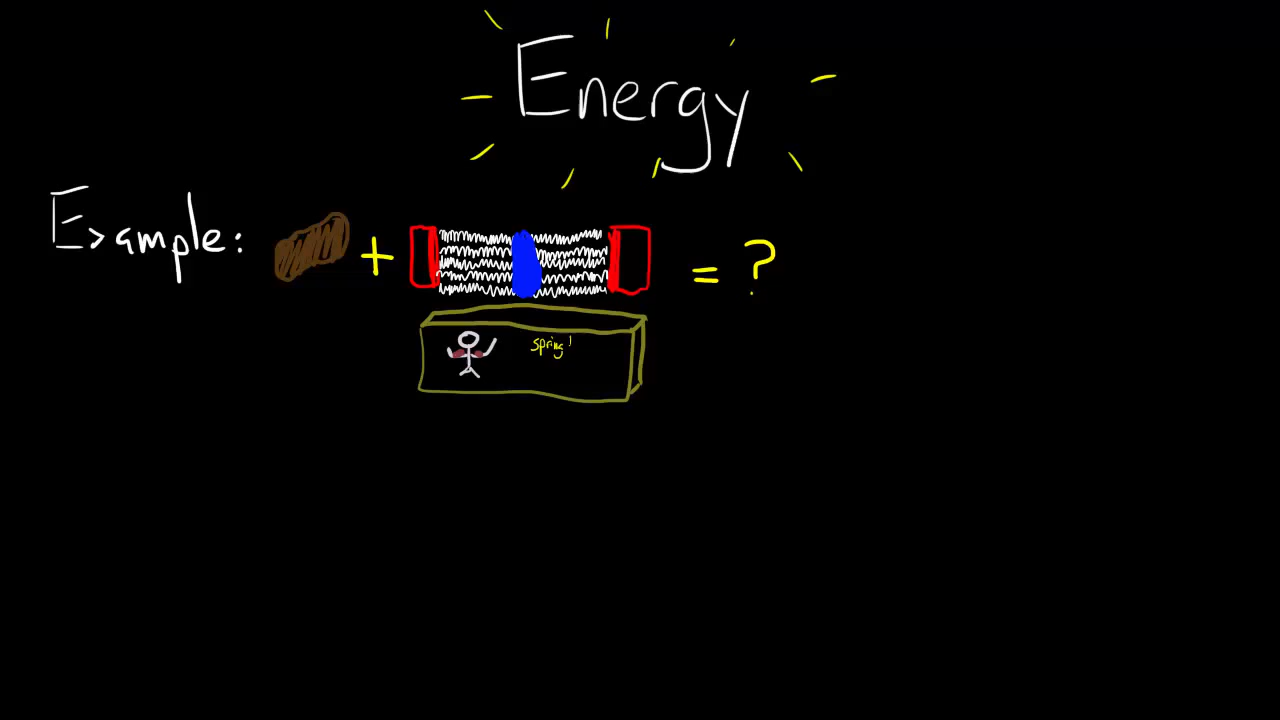 Energy
Example: + = ?
spring!